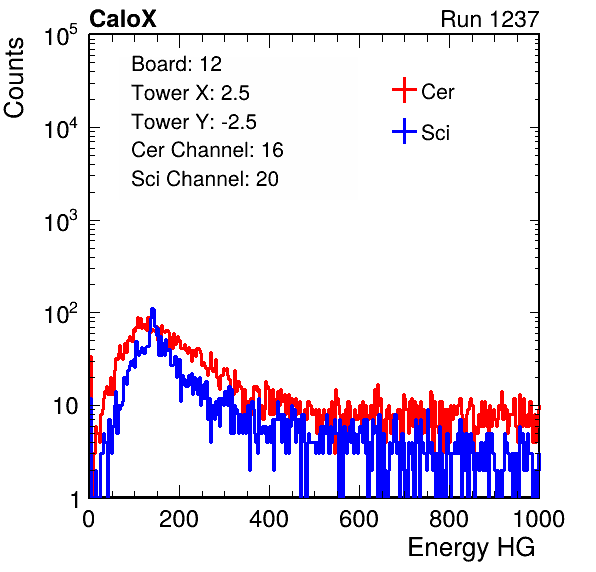 CaloX Run 1237
Counts
Board: 12
Tower X: 2.5
Tower Y: -2.5
Cer Channel: 16
Sci Channel: 20
Cer
Sci
10^5
10^4
10^3
10^2
10
1
0 200 400 600 800 1000
Energy HG